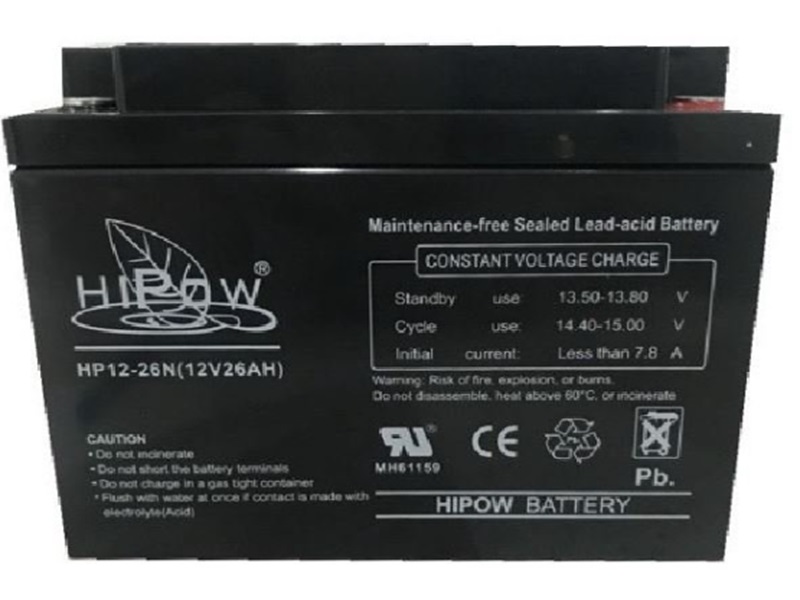 HIPOW®
HP12-26N(12V26AH)
CAUTION
• Do not incinerate
• Do not short the battery terminals
• Do not charge in a gas tight container
• Flush with water at once if contact is made with
electrolyte(Acid)
Maintenance-free Sealed Lead-acid Battery
CONSTANT VOLTAGE CHARGE
Standby use: 13.50-13.80 V
Cycle use: 14.40-15.00 V
Initial current: Less than 7.8 A
Warning: Risk of fire, explosion, or burns.
Do not disassemble, heat above 60°C, or incinerate
MH61159
CE
Pb
Pb.
HIPOW BATTERY